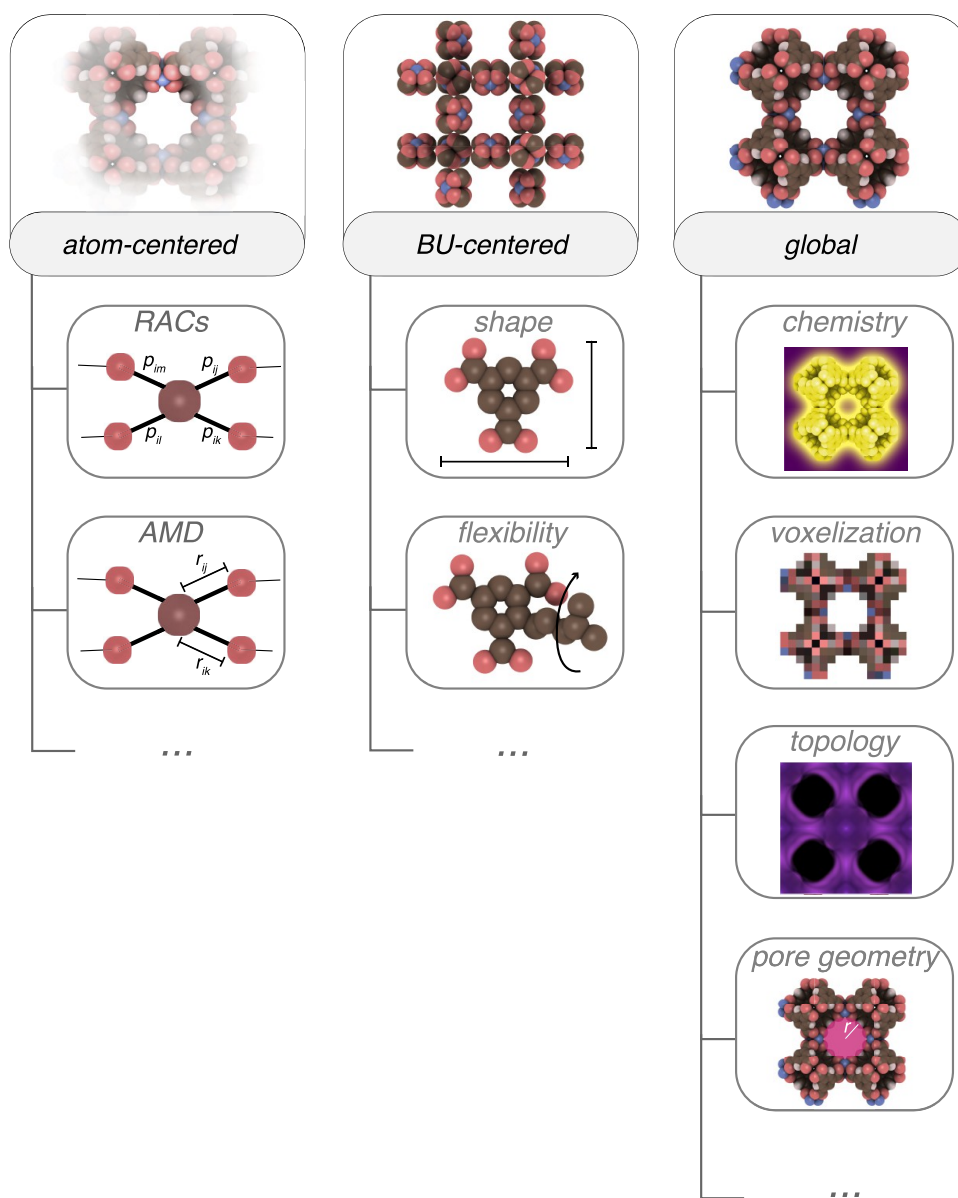 atom-centered
RACs
p_im
p_ij
p_il
p_ik
AMD
r_ij
r_ik
...
BU-centered
shape
flexibility
...
global
chemistry
voxelization
topology
pore geometry
r
...